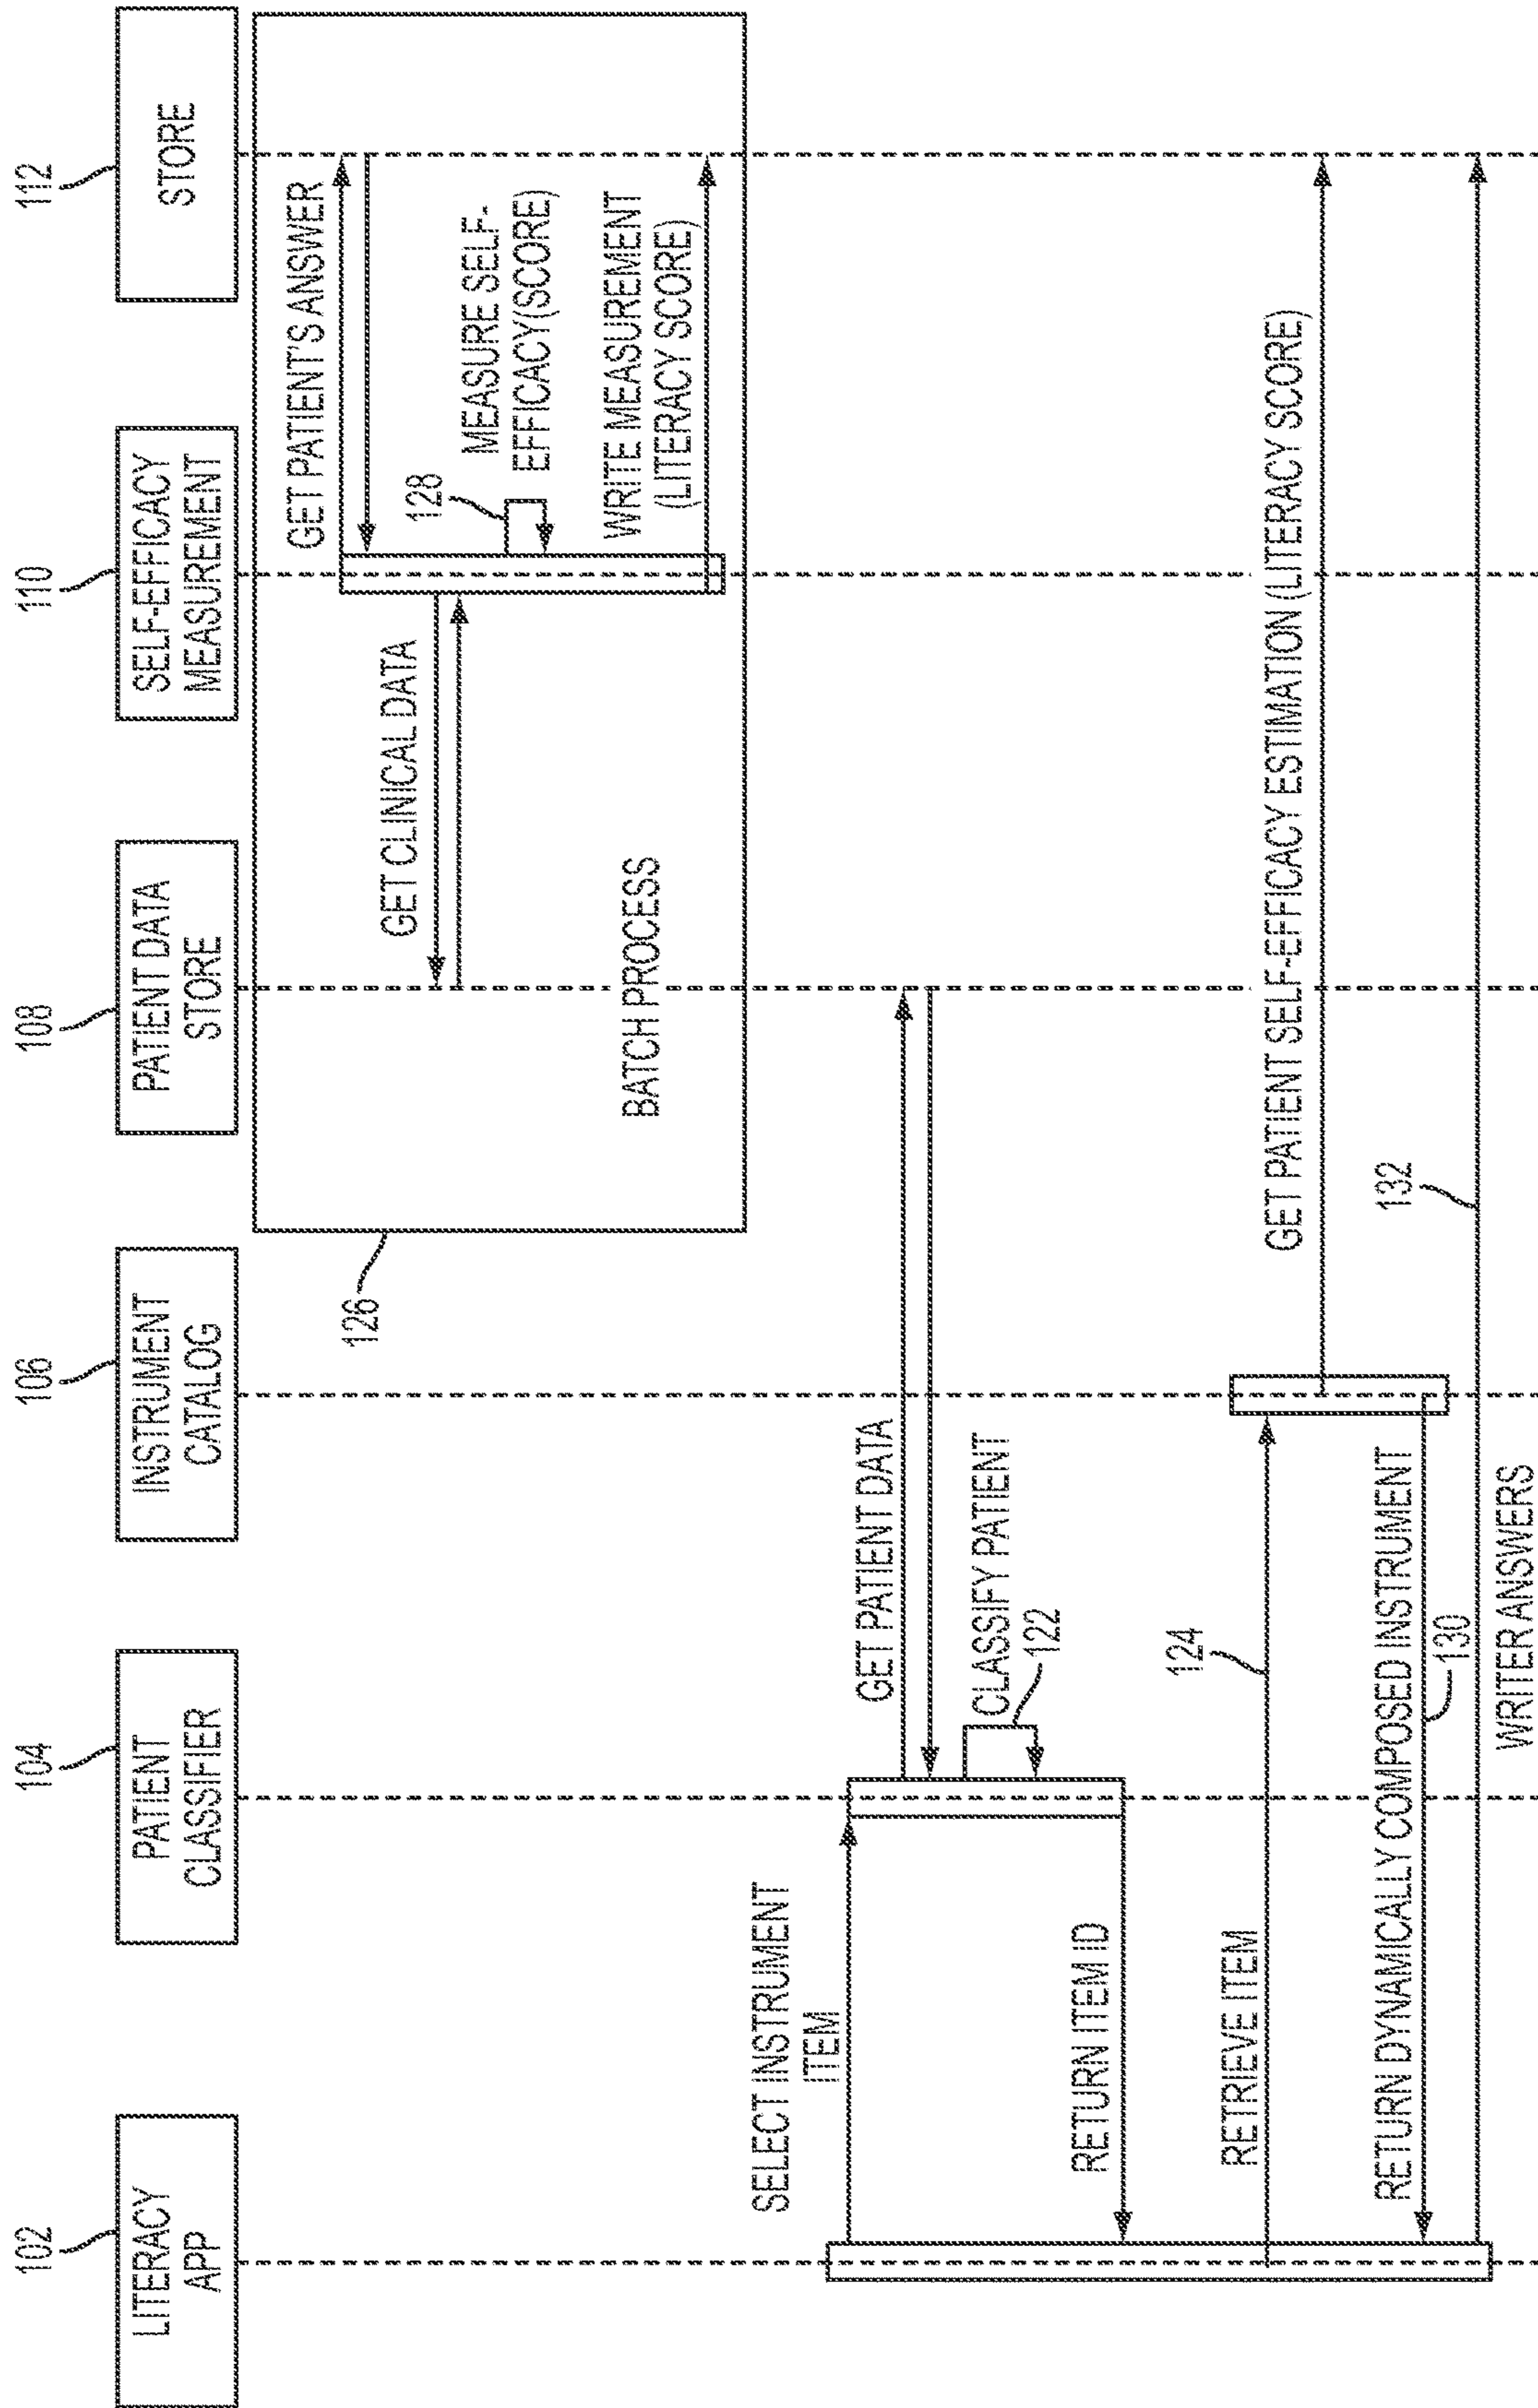 102
LITERACY
APP
104
PATIENT
CLASSIFIER
106
INSTRUMENT
CATALOG
108
PATIENT DATA
STORE
110
SELF-EFFICACY
MEASUREMENT
112
STORE
126
BATCH PROCESS
GET PATIENT'S ANSWER
GET CLINICAL DATA
128
MEASURE SELF-
EFFICACY(SCORE)
WRITE MEASUREMENT
(LITERACY SCORE)
SELECT INSTRUMENT
ITEM
GET PATIENT DATA
CLASSIFY PATIENT
122
RETURN ITEM ID
RETRIEVE ITEM
124
GET PATIENT SELF-EFFICACY ESTIMATION (LITERACY SCORE)
RETURN DYNAMICALLY COMPOSED INSTRUMENT
130
132
WRITER ANSWERS